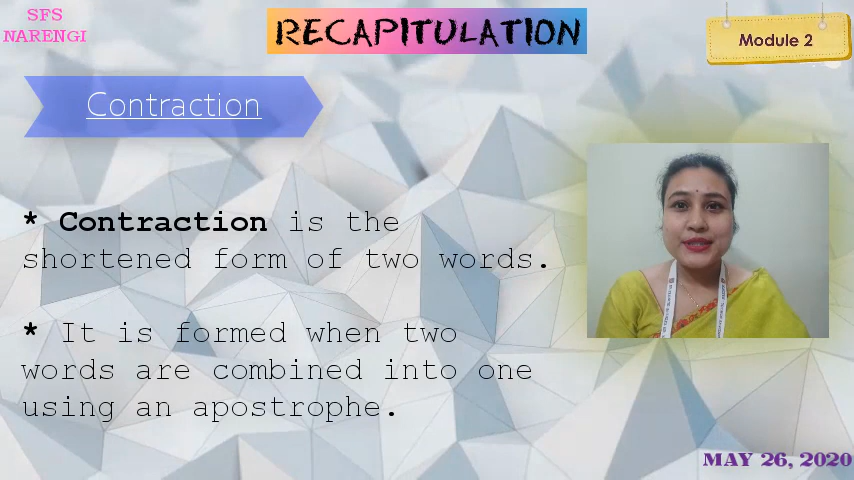 SFS
NARENGI
RECAPITULATION
Module 2
Contraction
* Contraction is the
shortened form of two words.
* It is formed when two
words are combined into one
using an apostrophe.
MAY 26, 2020